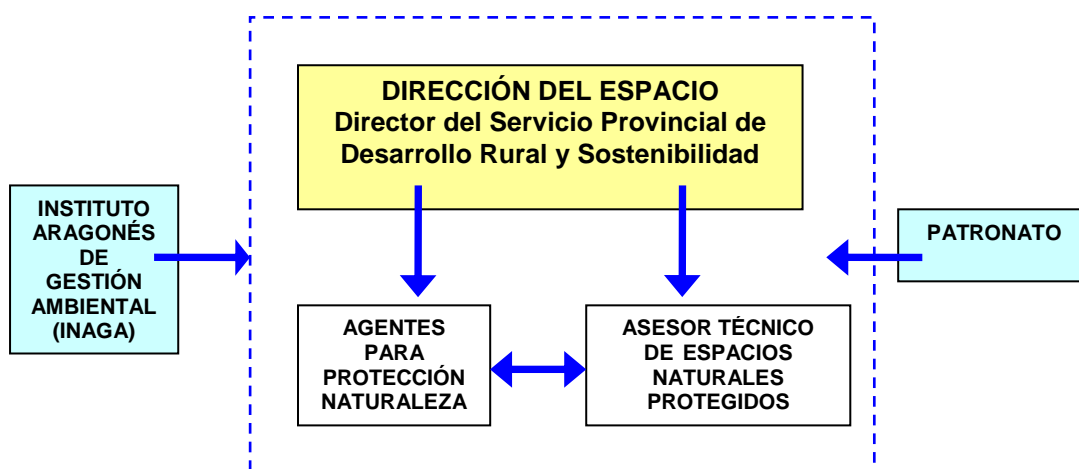 DIRECCIÓN DEL ESPACIO
Director del Servicio Provincial de
Desarrollo Rural y Sostenibilidad
INSTITUTO
ARAGONÉS
DE
GESTIÓN
AMBIENTAL
(INAGA)
PATRONATO
AGENTES
PARA
PROTECCIÓN
NATURALEZA
ASESOR TÉCNICO
DE ESPACIOS
NATURALES
PROTEGIDOS